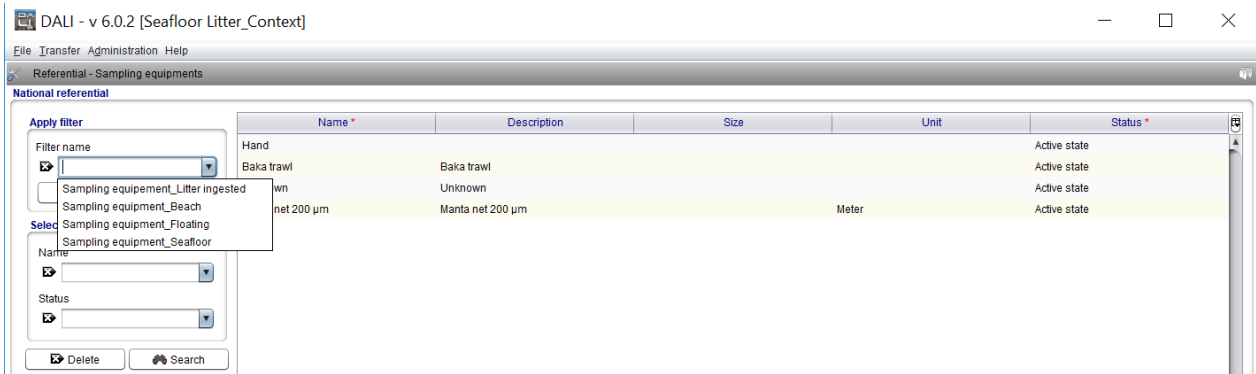 DALI - v 6.0.2 [Seafloor Litter_Context]
File Transfer Administration Help
Referential - Sampling equipments
National referential
Apply filter
Filter name
Sampling equipement_Litter ingested
Sampling equipment_Beach
Sampling equipment_Floating
Sampling equipment_Seafloor
Selec
Name
Status
Delete Search
Name * Description Size Unit Status *
Hand Active state
Baka trawl Baka trawl Active state
wn Unknown Active state
net 200 µm Manta net 200 µm Meter Active state